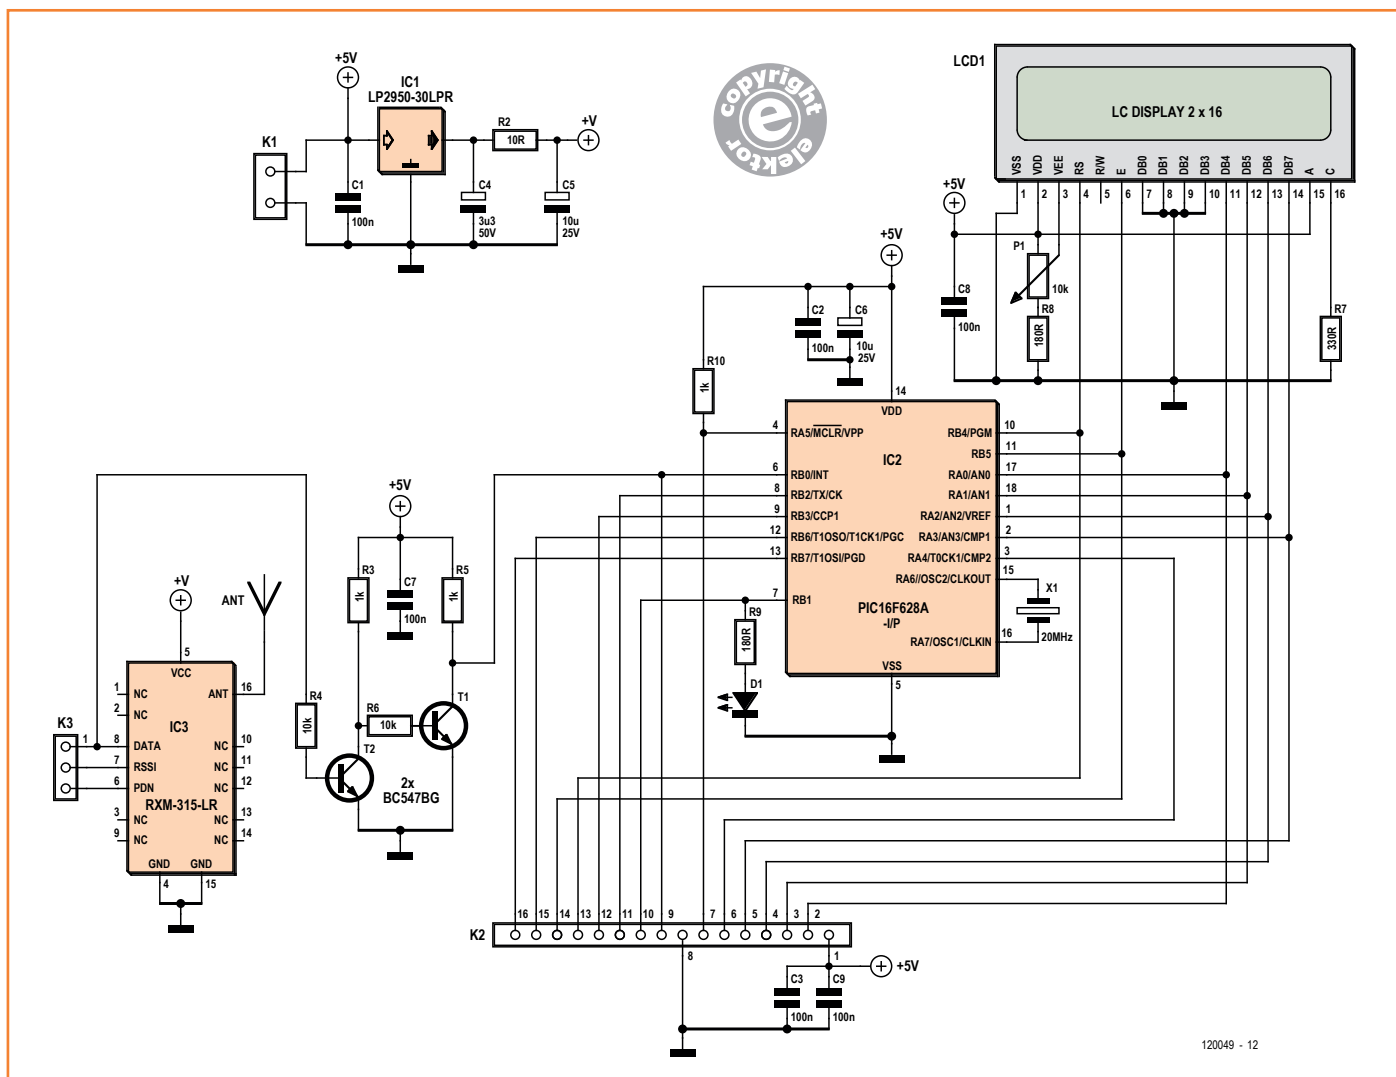 +5V
IC1
LP2950-30LPR
K1
R2
10R
+V
C1
100n
C4
3u3
50V
C5
10u
25V
copyright
e
elektor
LCD1
LC DISPLAY 2 x 16
VSS VDD VEE RS R/W E DB0 DB1 DB2 DB3 DB4 DB5 DB6 DB7 A C
1 2 3 4 5 6 7 8 9 10 11 12 13 14 15 16
+5V
P1
10k
C8
100n
R8
180R
R7
330R
+5V
C2
100n
C6
10u
25V
R10
1k
14
VDD
IC2
4 RA5/MCLR/VPP
6 RB0/INT
8 RB2/TX/CK
9 RB3/CCP1
12 RB6/T1OSO/T1CK1/PGC
13 RB7/T1OSI/PGD
7 RB1
RB4/PGM 10
RB5 11
RA0/AN0 17
RA1/AN1 18
RA2/AN2/VREF 1
RA3/AN3/CMP1 2
RA4/T0CK1/CMP2 3
RA6//OSC2/CLKOUT 15
RA7/OSC1/CLKIN 16
PIC16F628A
-I/P
VSS
5
X1
20MHz
R9
180R
D1
+5V
R3
1k
C7
100n
R5
1k
+V
ANT
5
VCC
1 NC
2 NC
ANT 16
IC3
K3
1
8 DATA
7 RSSI
6 PDN
RXM-315-LR
3 NC
9 NC
NC 10
NC 11
NC 12
NC 13
NC 14
GND GND
4 15
R4
10k
R6
10k
T1
T2
2x
BC547BG
K2
16 15 14 13 12 11 10 9 7 6 5 4 3 2
8 1
+5V
C3
100n
C9
100n
120049 - 12